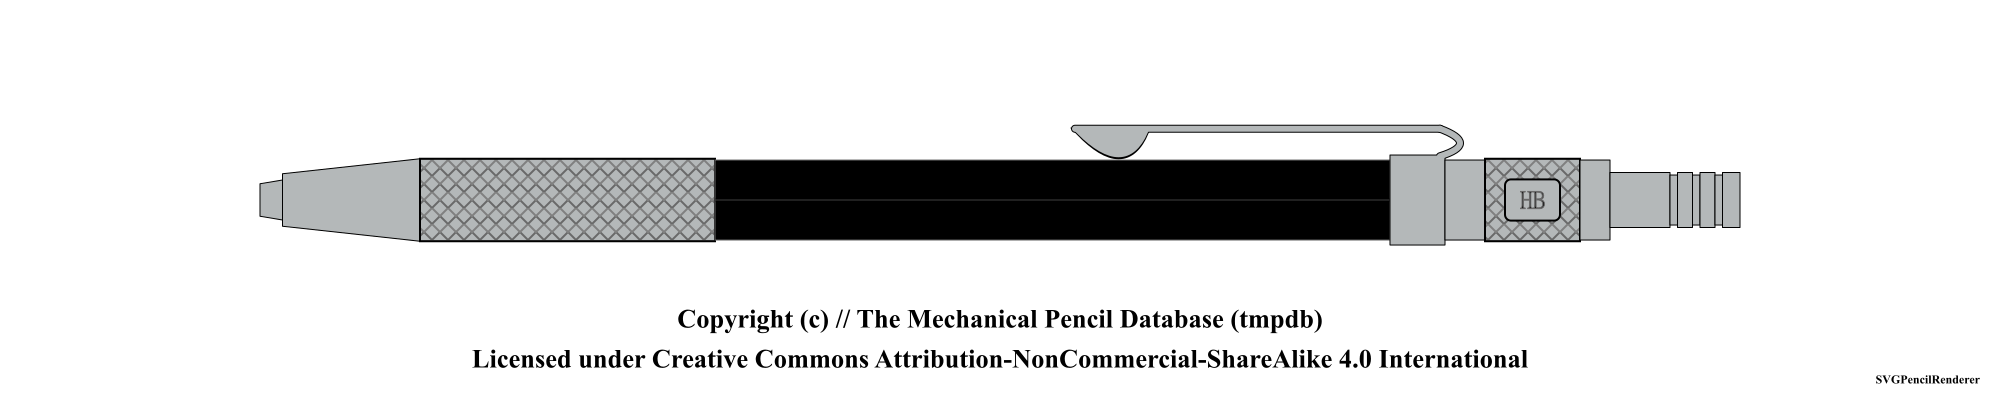 HB
Copyright (c) // The Mechanical Pencil Database (tmpdb)
Licensed under Creative Commons Attribution-NonCommercial-ShareAlike 4.0 International
SVGPencilRenderer